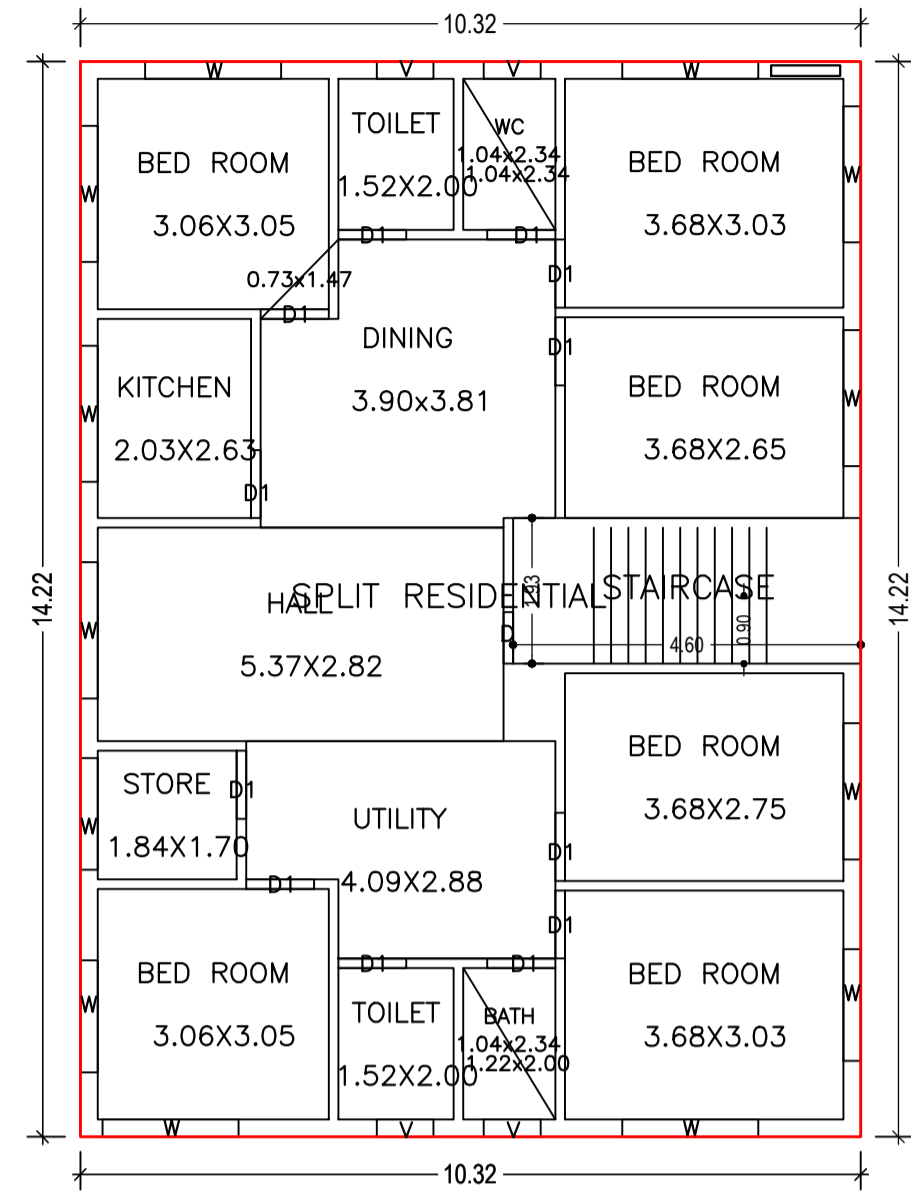 10.32
W
V
V
W
TOILET
WC
BED ROOM
1.04x2.34
BED ROOM
1.04x2.34
W
1.52X2.00
W
3.06X3.05
3.68X3.03
D1
D1
0.73x1.47
D1
D1
DINING
D1
KITCHEN
BED ROOM
3.90x3.81
W
W
2.03X2.63
3.68X2.65
D1
14.22
14.22
HALL
SPLIT RESIDENTIAL
1.93
STAIRCASE
W
D
0.90
4.60
5.37X2.82
BED ROOM
STORE
D1
W
W
UTILITY
3.68X2.75
1.84X1.70
D1
D1
4.09X2.88
D1
D1
D1
BED ROOM
BED ROOM
W
W
TOILET
BATH
3.06X3.05
1.04x2.34
3.68X3.03
1.22x2.00
1.52X2.00
W
V
V
W
10.32